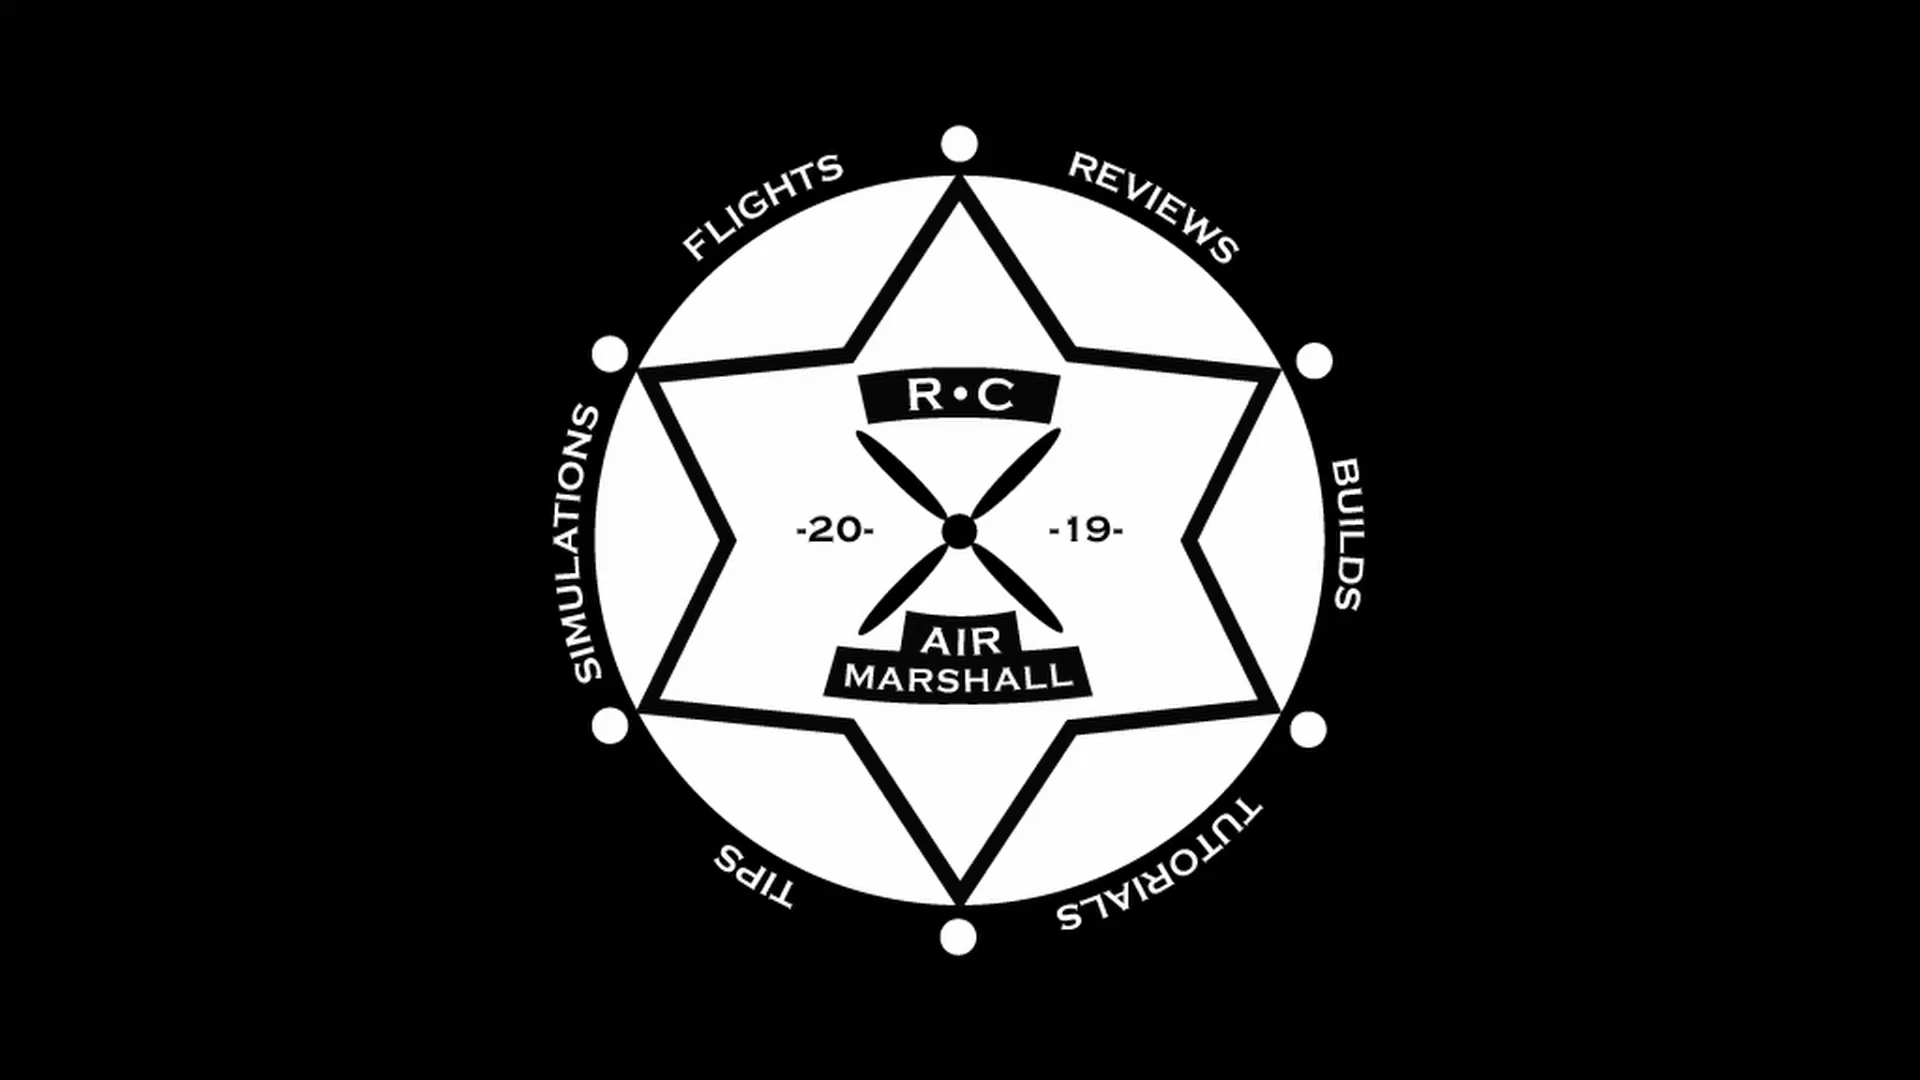 FLIGHTS
REVIEWS
BUILDS
TUTORIALS
TIPS
SIMULATIONS
R•C
-20- -19-
AIR
MARSHALL